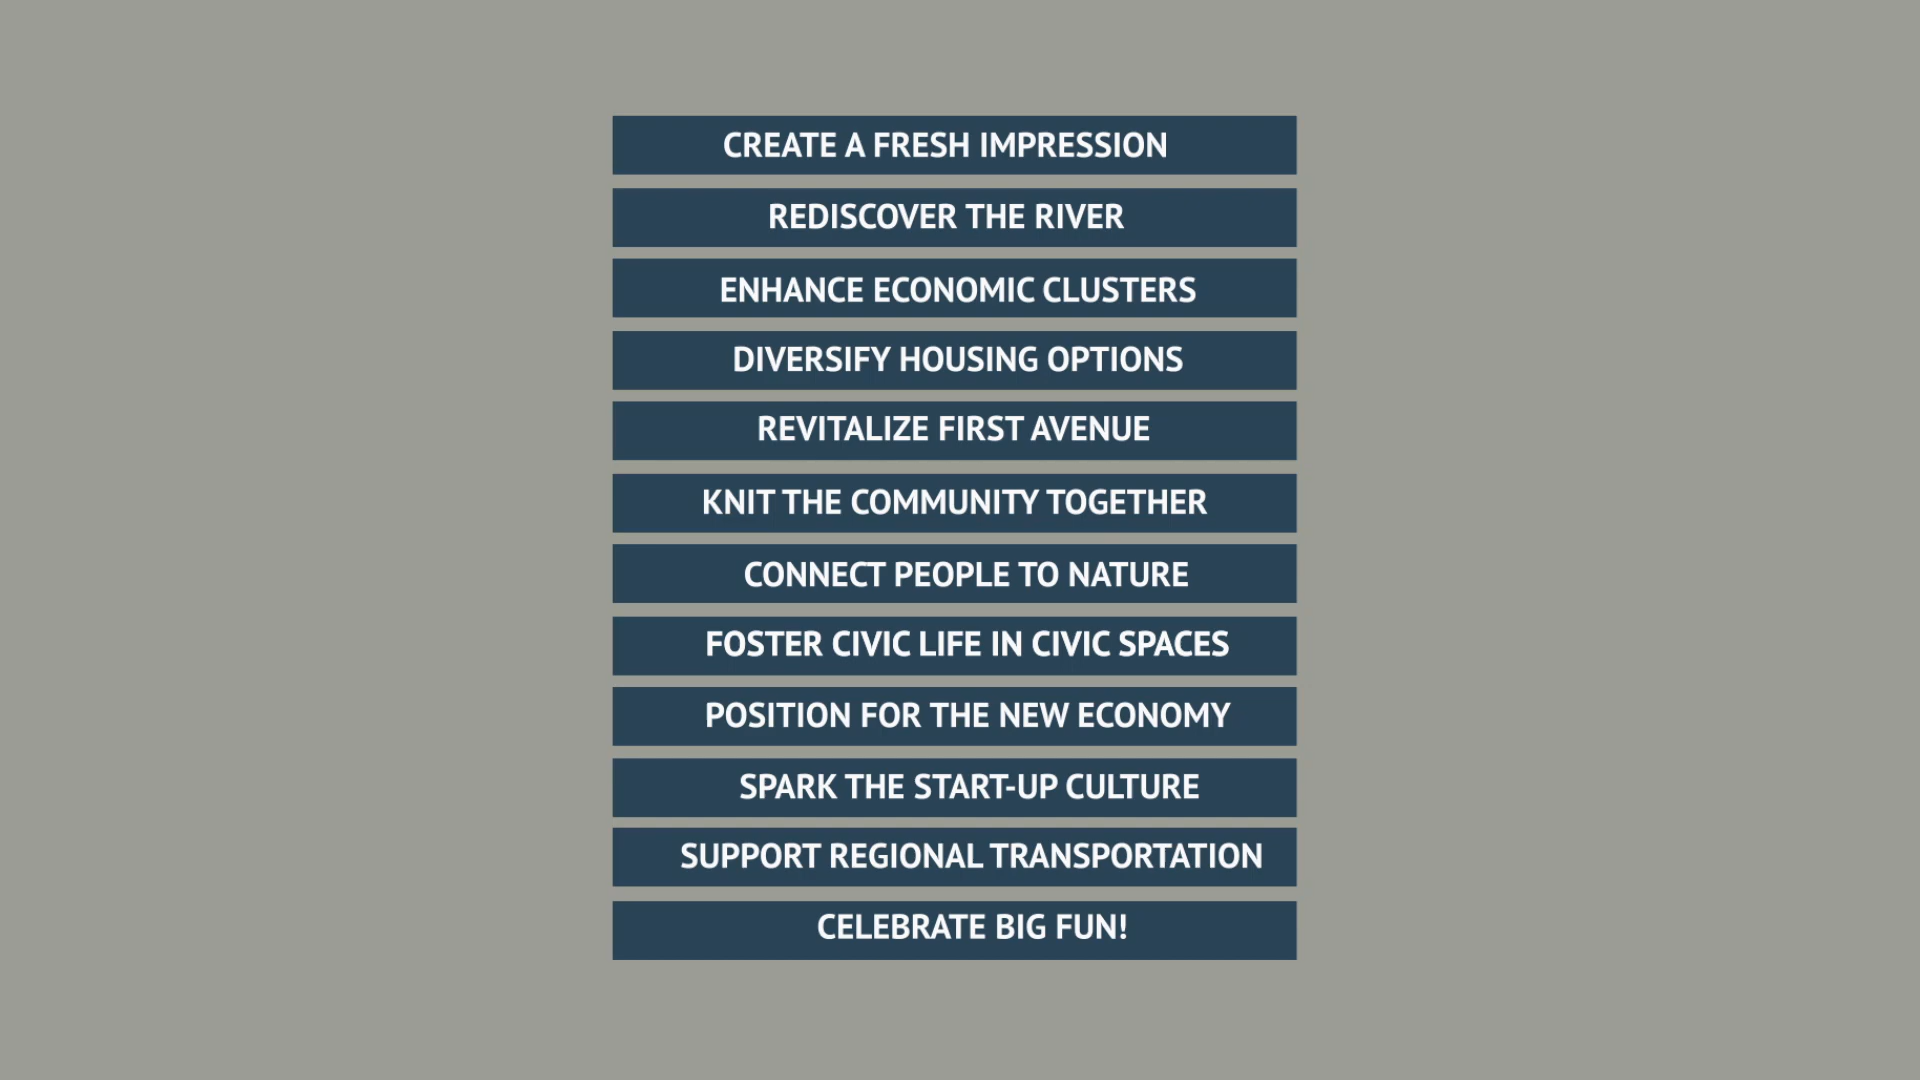 CREATE A FRESH IMPRESSION
REDISCOVER THE RIVER
ENHANCE ECONOMIC CLUSTERS
DIVERSIFY HOUSING OPTIONS
REVITALIZE FIRST AVENUE
KNIT THE COMMUNITY TOGETHER
CONNECT PEOPLE TO NATURE
FOSTER CIVIC LIFE IN CIVIC SPACES
POSITION FOR THE NEW ECONOMY
SPARK THE START-UP CULTURE
SUPPORT REGIONAL TRANSPORTATION
CELEBRATE BIG FUN!